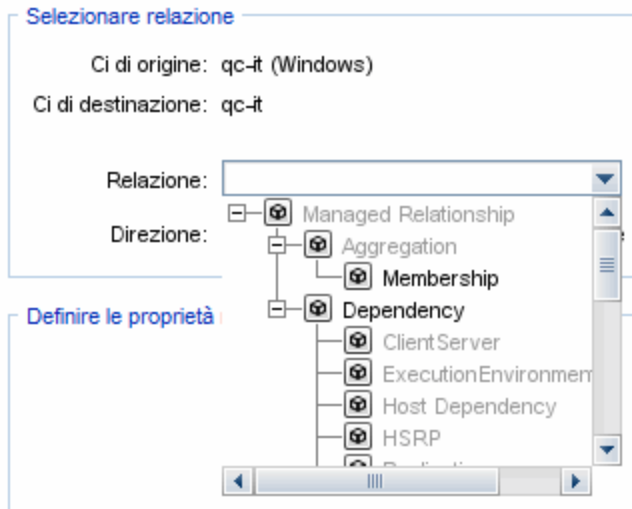 Selezionare relazione
Ci di origine: qc-it (Windows)
Ci di destinazione: qc-it
Relazione:
Managed Relationship
Direzione:
Aggregation
Membership
Definire le proprietà
Dependency
ClientServer
ExecutionEnvironmen
Host Dependency
HSRP